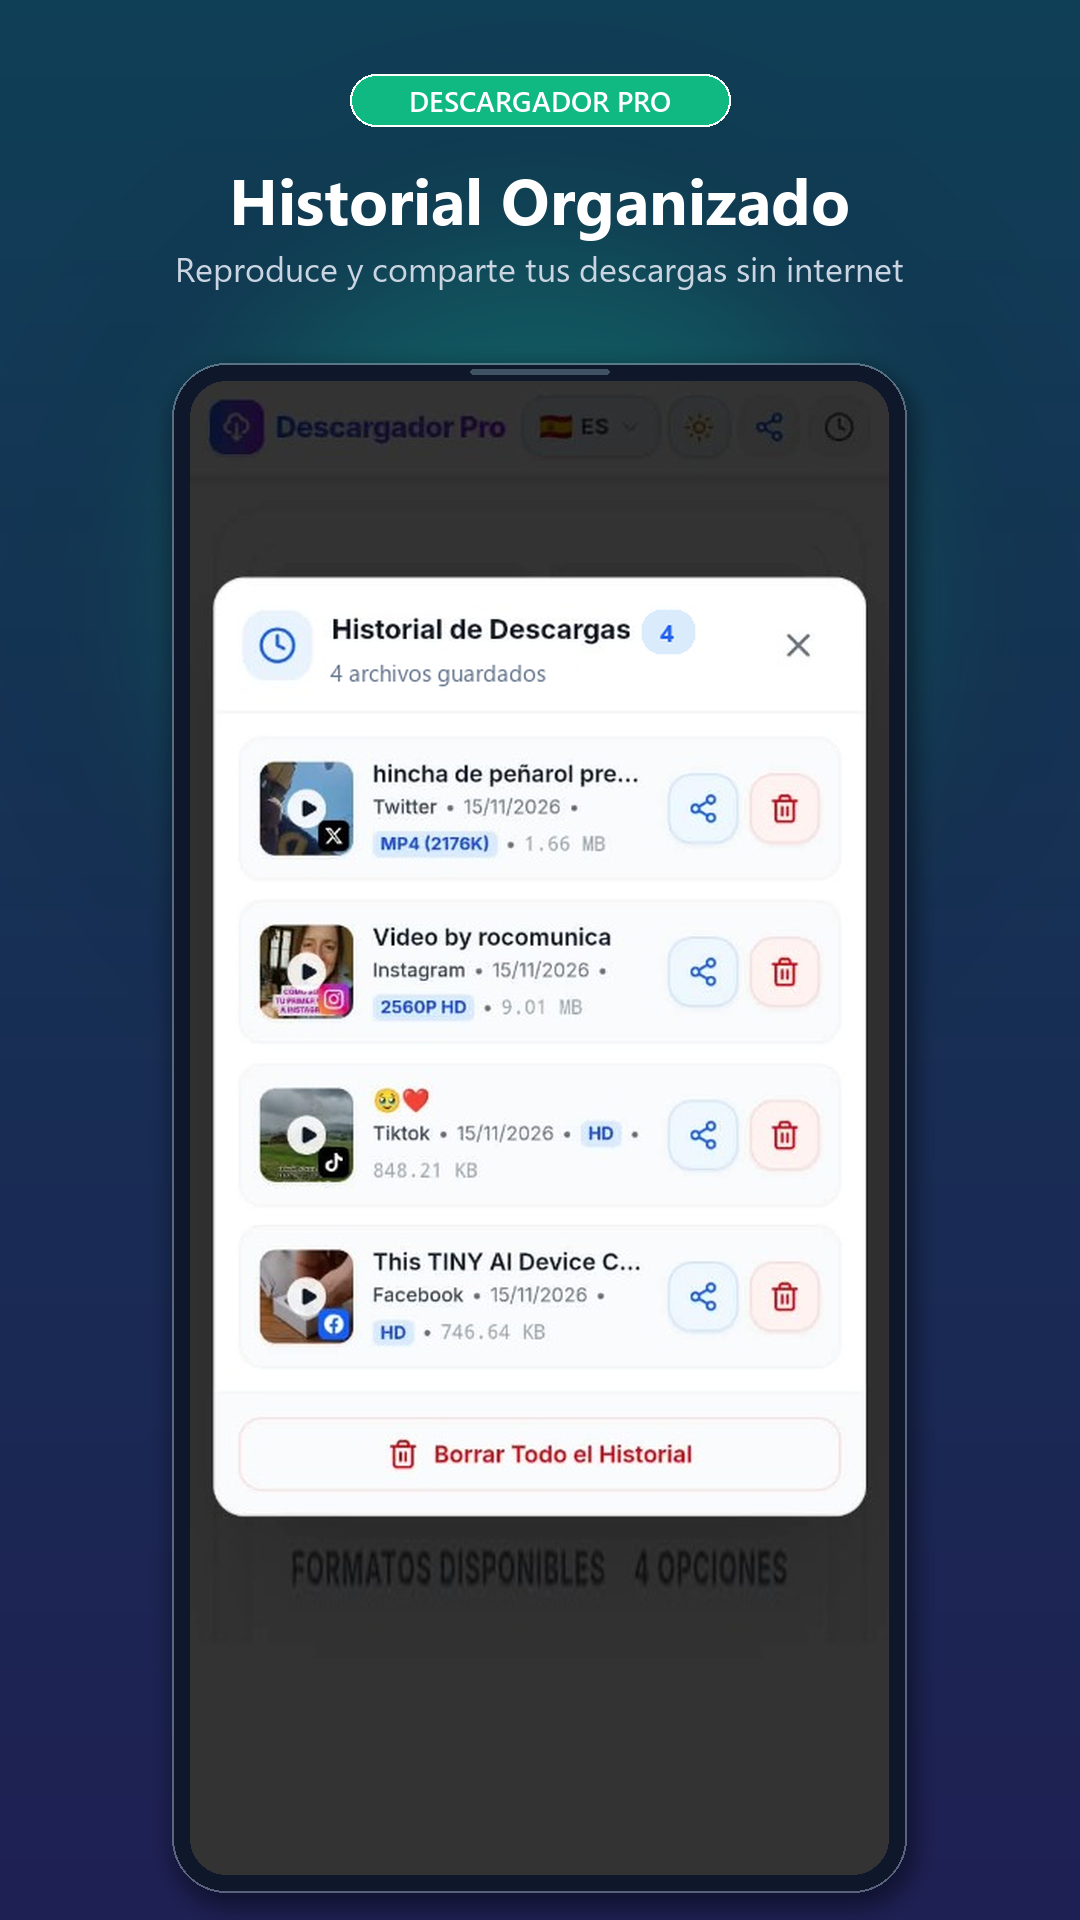 DESCARGADOR PRO
Historial Organizado
Reproduce y comparte tus descargas sin internet
Descargador Pro
ES
Historial de Descargas 4
4 archivos guardados
hincha de peñarol pre...
Twitter • 15/11/2026 •
MP4 (2176K) • 1.66 MB
Video by rocomunica
Instagram • 15/11/2026 •
2560P HD • 9.01 MB
TU PRIMER
A INSTAGR
🥹❤️
Tiktok • 15/11/2026 • HD •
848.21 KB
This TINY AI Device C...
Facebook • 15/11/2026 •
HD • 746.64 KB
Borrar Todo el Historial
FORMATOS DISPONIBLES 4 OPCIONES